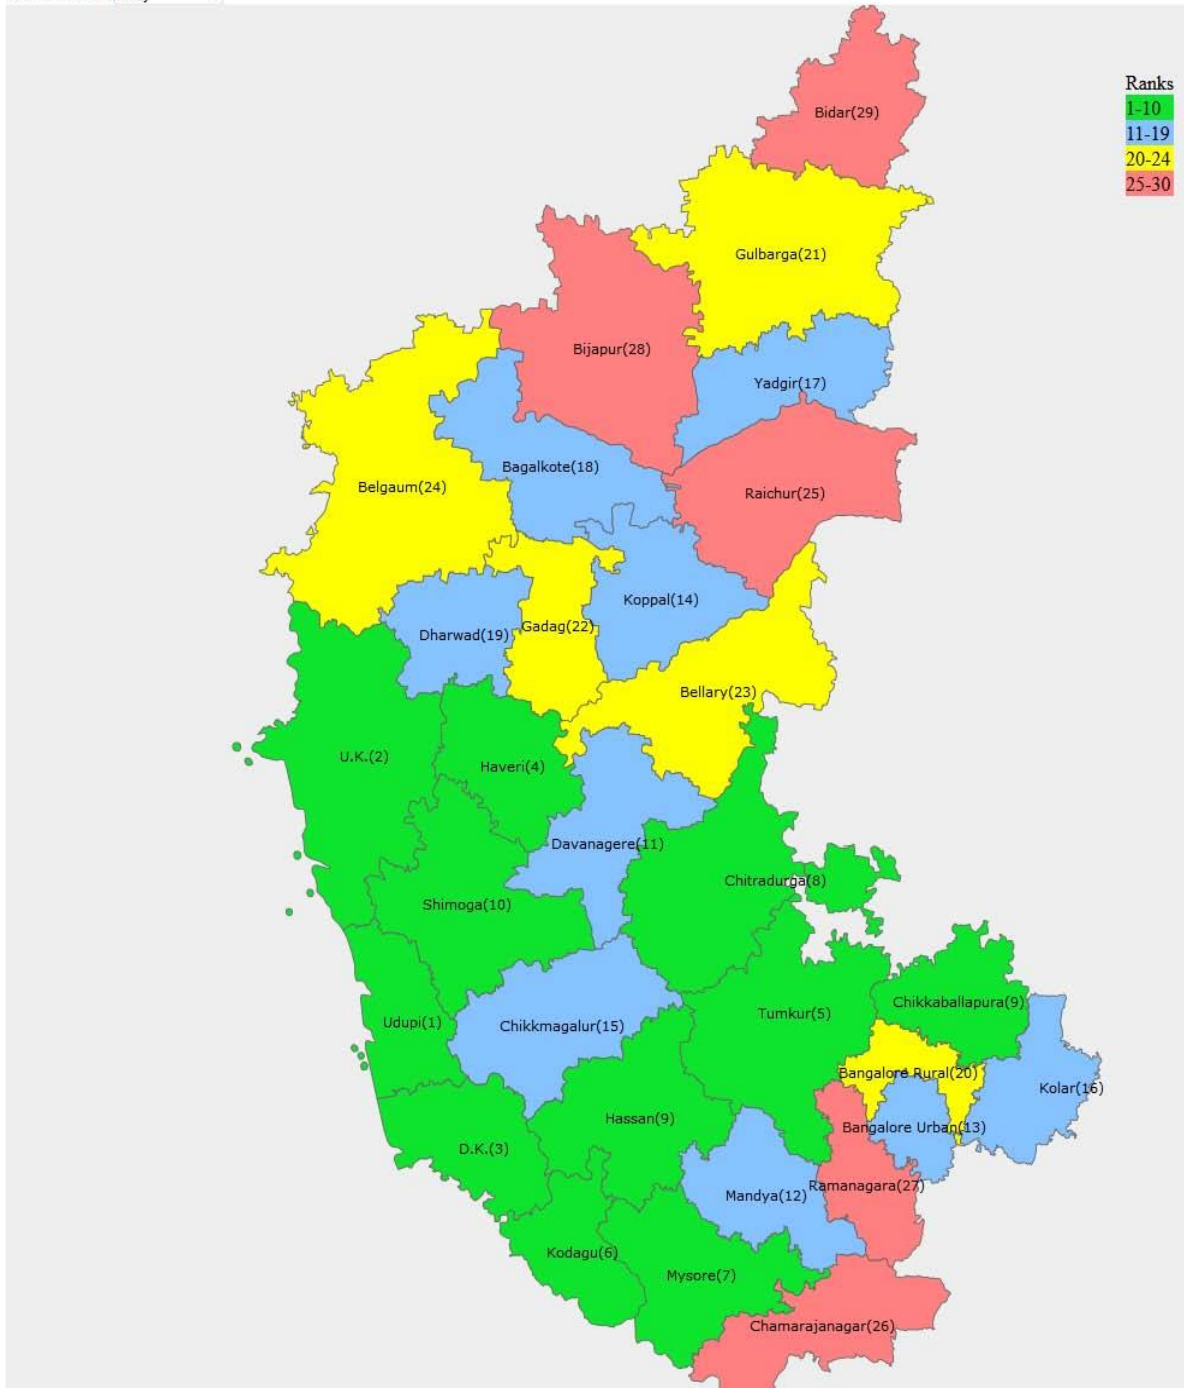 Ranks
1-10
11-19
20-24
25-30
Bidar(29)
Gulbarga(21)
Bijapur(28)
Yadgir(17)
Bagalkote(18)
Belgaum(24)
Raichur(25)
Koppal(14)
Gadag(22)
Dharwad(19)
Bellary(23)
U.K.(2)
Haveri(4)
Davanagere(11)
Chitradurga(8)
Shimoga(10)
Chikkaballapura(9)
Tumkur(5)
Udupi(1)
Chikkmagalur(15)
Bangalore Rural(20)
Kolar(16)
Hassan(9)
Bangalore Urban(13)
D.K.(3)
Ramanagara(27)
Mandya(12)
Kodagu(6)
Mysore(7)
Chamarajanagar(26)